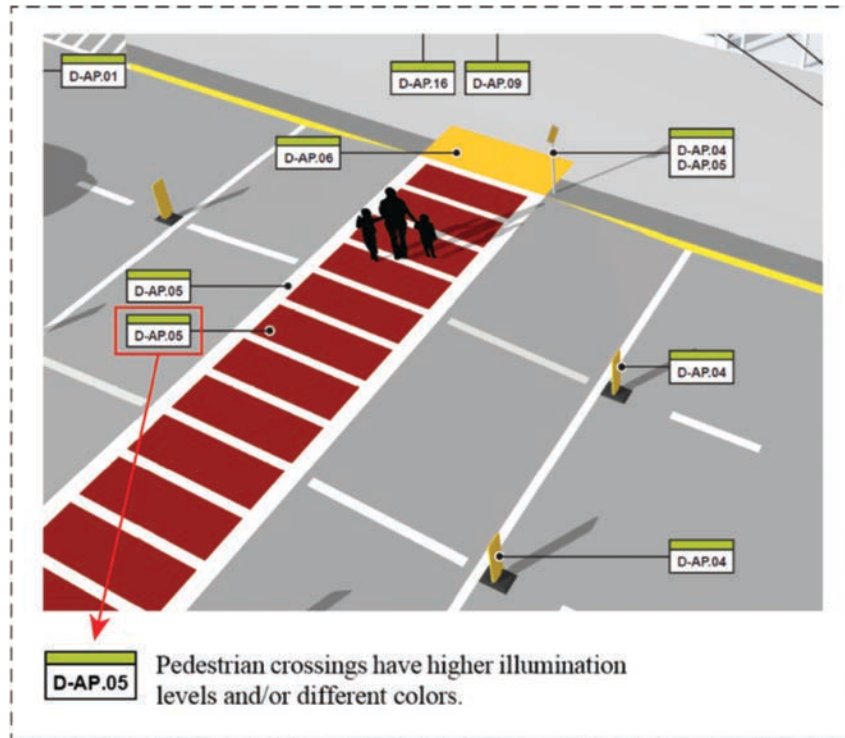 D-AP.01
D-AP.16
D-AP.09
D-AP.06
D-AP.04
D-AP.05
D-AP.05
D-AP.05
D-AP.04
D-AP.04
D-AP.05
Pedestrian crossings have higher illumination
levels and/or different colors.